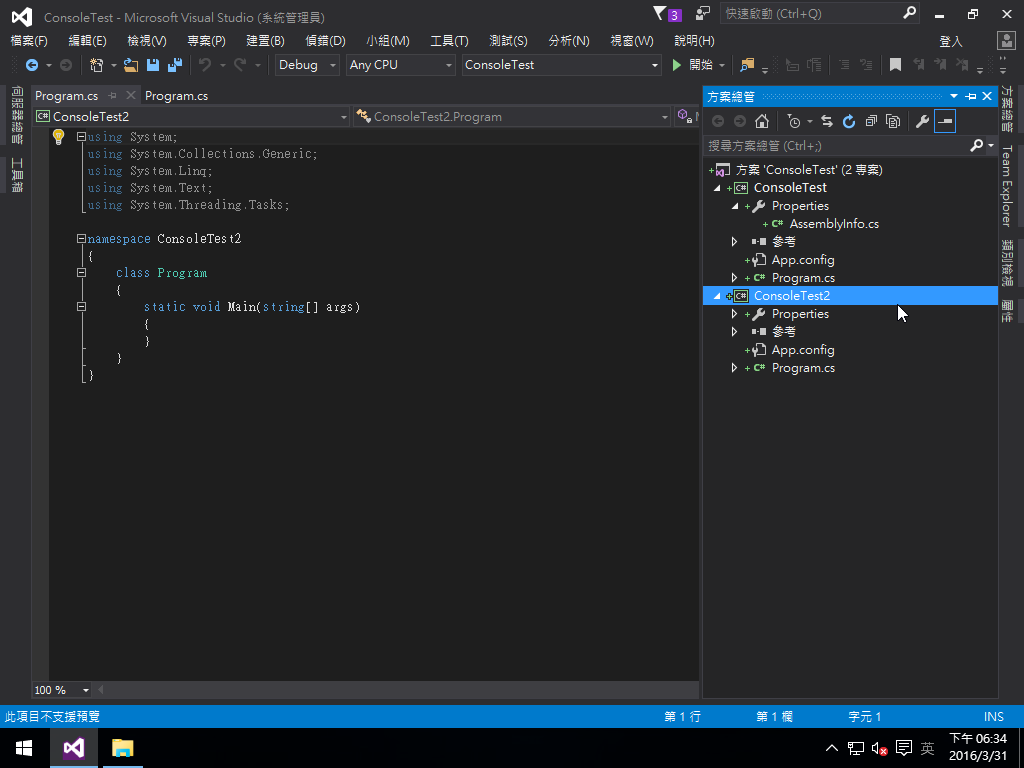 ConsoleTest - Microsoft Visual Studio (系統管理員)
3
快速啟動 (Ctrl+Q)
檔案(F) 編輯(E) 檢視(V) 專案(P) 建置(B) 偵錯(D) 小組(M) 工具(T) 測試(S) 分析(N) 視窗(W) 說明(H)
登入
Debug Any CPU ConsoleTest 開始
伺服器總管
工具箱
Program.cs Program.cs
C# ConsoleTest2 ConsoleTest2.Program
using System;
using System.Collections.Generic;
using System.Linq;
using System.Text;
using System.Threading.Tasks;
namespace ConsoleTest2
{
class Program
{
static void Main(string[] args)
{
}
}
}
100 %
方案總管
搜尋方案總管 (Ctrl+;)
方案 'ConsoleTest' (2 專案)
C# ConsoleTest
Properties
C# AssemblyInfo.cs
參考
App.config
C# Program.cs
C# ConsoleTest2
Properties
參考
App.config
C# Program.cs
方案總管
Team Explorer
類別檢視
屬性
此項目不支援預覽 第 1 行 第 1 欄 字元 1 INS
英
下午 06:34
2016/3/31